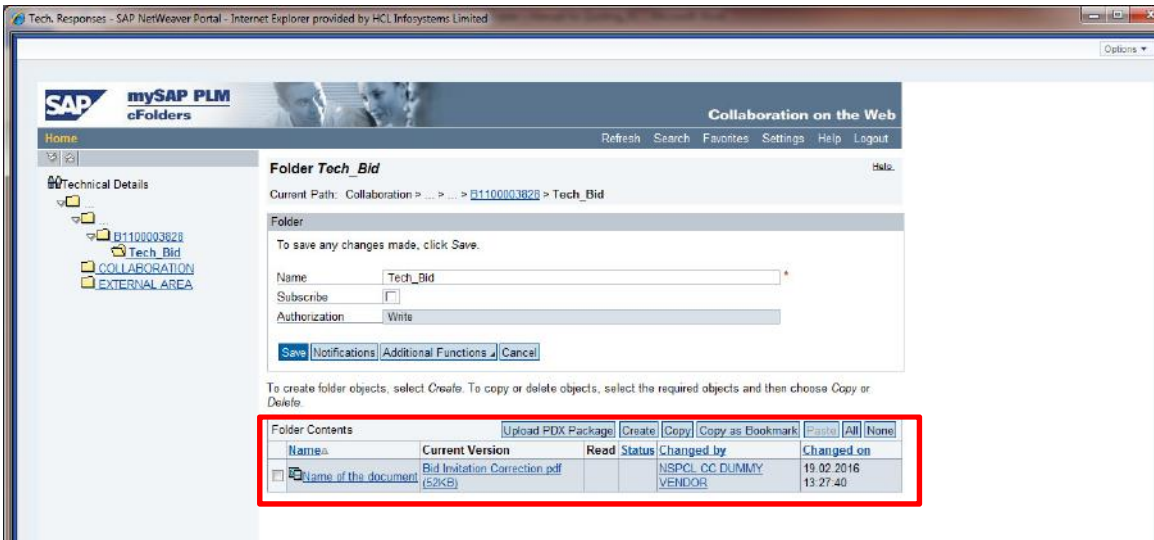 Tech. Responses - SAP NetWeaver Portal - Internet Explorer provided by HCL Infosystems Limited
Options
SAP mySAP PLM
cFolders
Collaboration on the Web
Home Refresh Search Favorites Settings Help Logout
Technical Details
...
...
B1100003828
Tech_Bid
COLLABORATION
EXTERNAL AREA
Folder Tech_Bid Help
Current Path: Collaboration > ... > ... > B1100003828 > Tech_Bid
Folder
To save any changes made, click Save.
Name Tech_Bid *
Subscribe
Authorization Write
Save Notifications Additional Functions Cancel
To create folder objects, select Create. To copy or delete objects, select the required objects and then choose Copy or
Delete.
Folder Contents Upload PDX Package Create Copy Copy as Bookmark Paste All None
Name Current Version Read Status Changed by Changed on
Name of the document Bid Invitation Correction.pdf NSPCL CC DUMMY 19.02.2016
(52KB) VENDOR 13:27:40